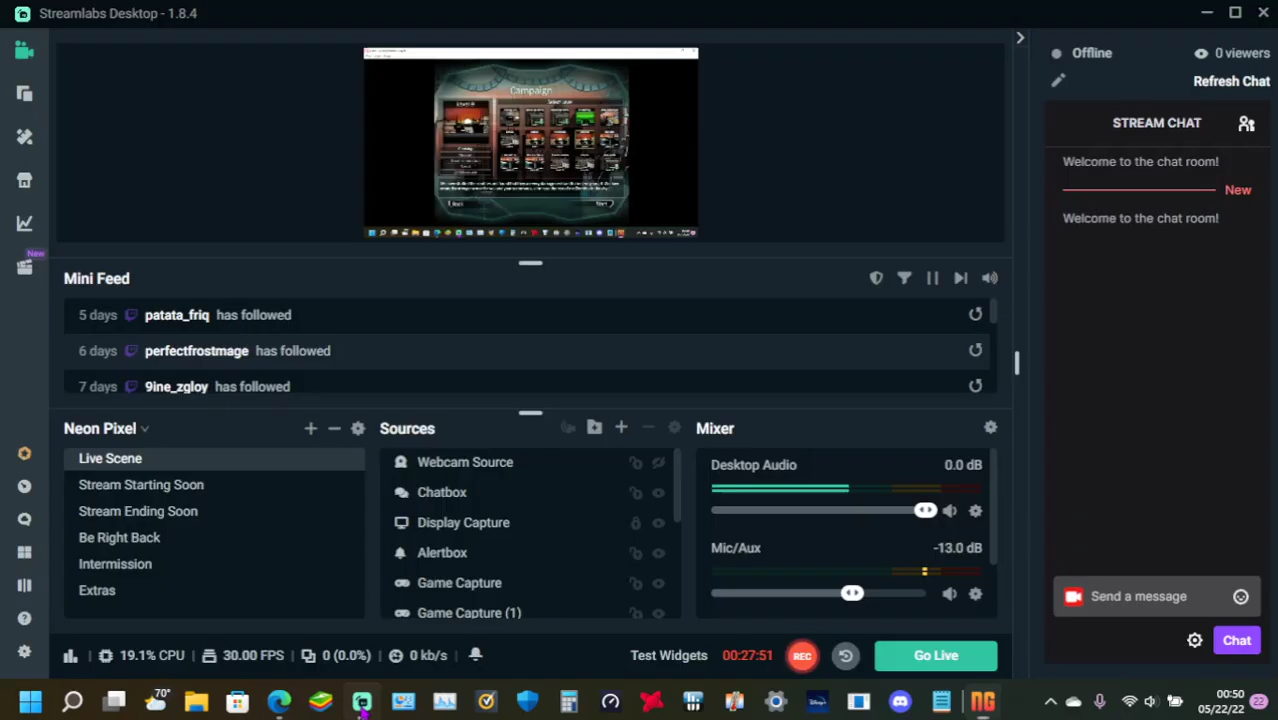 Streamlabs Desktop - 1.8.4
Campaign
Offline
0 viewers
Refresh Chat
STREAM CHAT
Welcome to the chat room!
New
Welcome to the chat room!
New
Mini Feed
5 days patata_friq has followed
6 days perfectfrostmage has followed
7 days 9ine_zgloy has followed
Neon Pixel
Live Scene
Stream Starting Soon
Stream Ending Soon
Be Right Back
Intermission
Extras
Sources
Webcam Source
Chatbox
Display Capture
Alertbox
Game Capture
Game Capture (1)
Mixer
Desktop Audio 0.0 dB
Mic/Aux -13.0 dB
Send a message
Chat
19.1% CPU 30.00 FPS 0 (0.0%) 0 kb/s Test Widgets 00:27:51 REC Go Live
70° NG 00:50
05/22/22